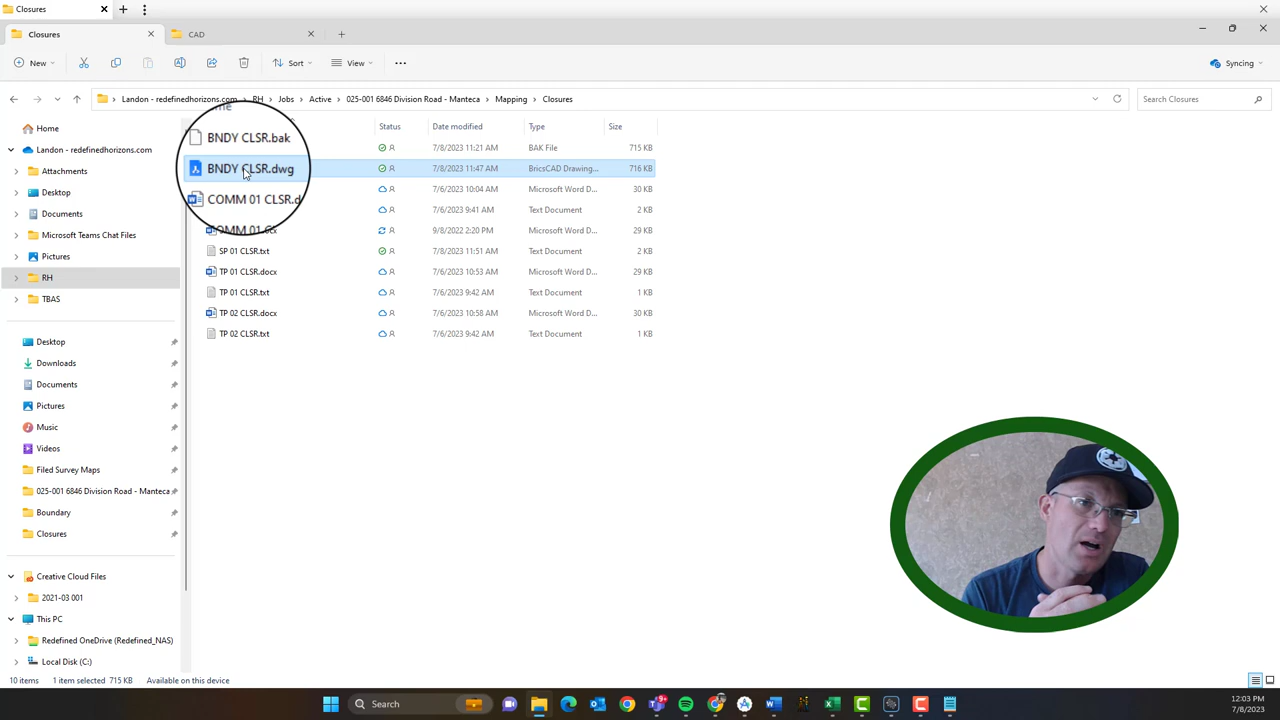 Closures
Closures CAD
New Sort View Syncing
Landon - redefinedhorizons.com RH Jobs Active 025-001 6846 Division Road - Manteca Mapping Closures Search Closures
Home Status Date modified Type Size
BNDY CLSR.bak 7/8/2023 11:21 AM BAK File 715 KB
Landon - redefinedhorizons.com
BNDY CLSR.dwg 7/8/2023 11:47 AM BricsCAD Drawing... 716 KB
Attachments
COMM 01 CLSR.d 7/6/2023 10:04 AM Microsoft Word D... 30 KB
Desktop
7/6/2023 9:41 AM Text Document 2 KB
Documents
9/8/2022 2:20 PM Microsoft Word D... 29 KB
Microsoft Teams Chat Files
SP 01 CLSR.txt 7/8/2023 11:51 AM Text Document 2 KB
Pictures
TP 01 CLSR.docx 7/6/2023 10:53 AM Microsoft Word D... 29 KB
RH
TP 01 CLSR.txt 7/6/2023 9:42 AM Text Document 1 KB
TBAS
TP 02 CLSR.docx 7/6/2023 10:58 AM Microsoft Word D... 30 KB
TP 02 CLSR.txt 7/6/2023 9:42 AM Text Document 1 KB
Desktop
Downloads
Documents
Pictures
Music
Videos
Filed Survey Maps
025-001 6846 Division Road - Manteca
Boundary
Closures
Creative Cloud Files
2021-03 001
This PC
Redefined OneDrive (Redefined_NAS)
Local Disk (C:)
10 items 1 item selected 715 KB Available on this device
Search 12:03 PM
7/8/2023